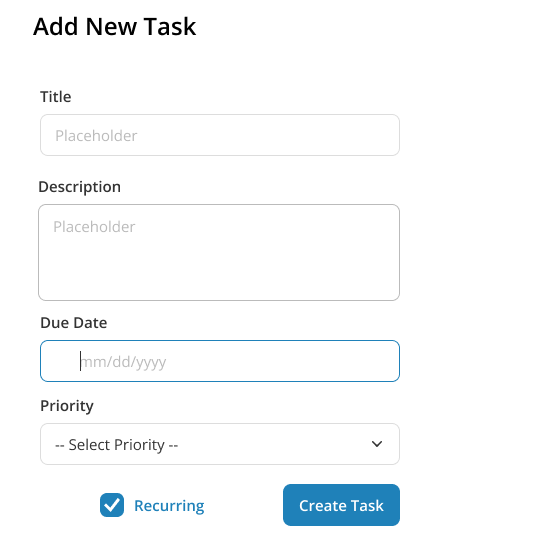 Add New Task
Title
Placeholder
Description
Placeholder
Due Date
mm/dd/yyyy
Priority
-- Select Priority --
Recurring
Create Task